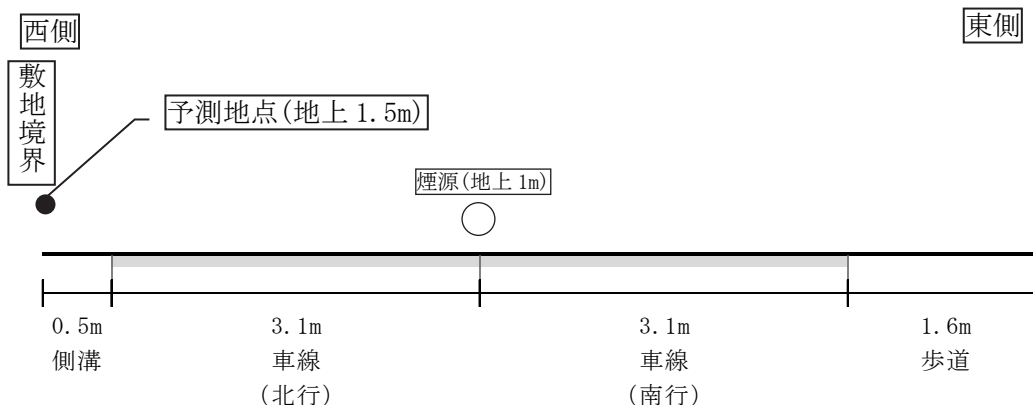 西側
東側
敷地境界
予測地点(地上1.5m)
煙源(地上1m)
0.5m
側溝
3.1m
車線
(北行)
3.1m
車線
(南行)
1.6m
歩道